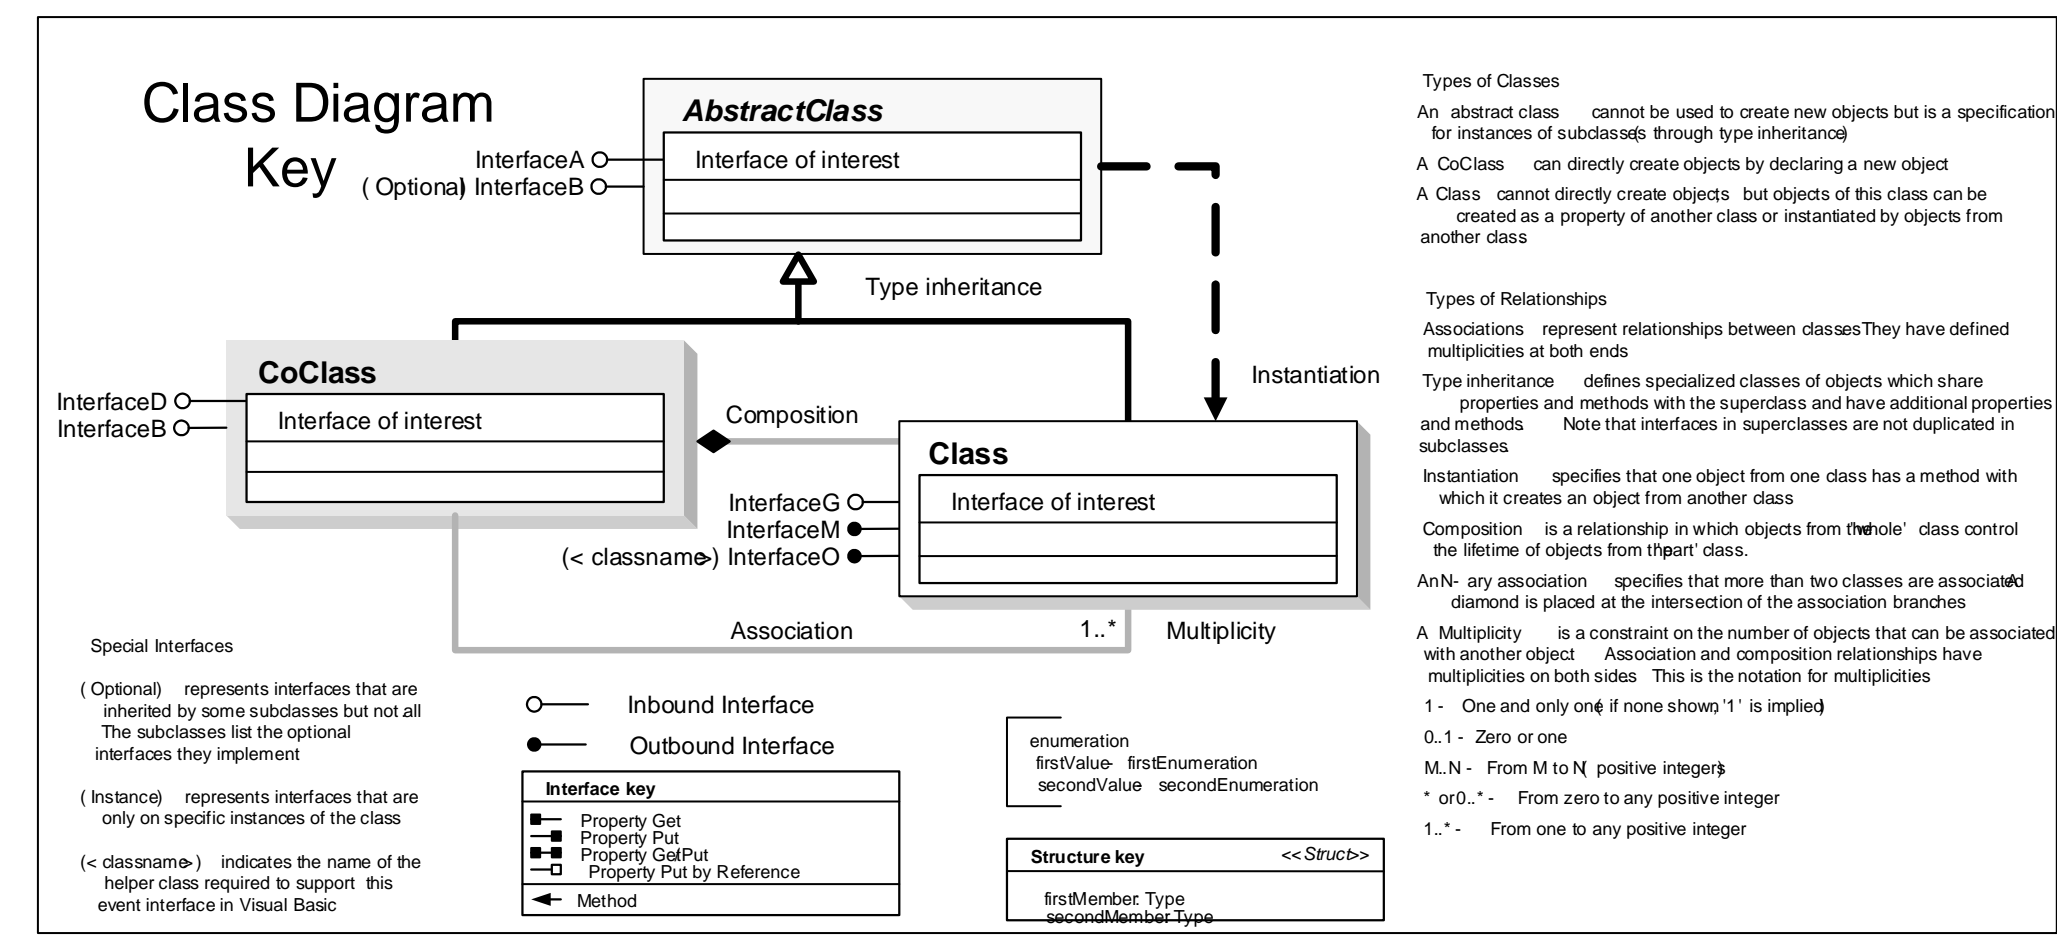 Class Diagram
Key
AbstractClass
Interface of interest
InterfaceA
( Optional) InterfaceB
Type inheritance
CoClass
Interface of interest
InterfaceD
InterfaceB
Composition
Instantiation
Class
Interface of interest
InterfaceG
InterfaceM
(< classname>) InterfaceO
Association
1..*
Multiplicity
Special Interfaces
( Optional) represents interfaces that are
inherited by some subclasses but not all.
The subclasses list the optional
interfaces they implement
( Instance) represents interfaces that are
only on specific instances of the class
(< classname>) indicates the name of the
helper class required to support this
event interface in Visual Basic
Inbound Interface
Outbound Interface
Interface key
Property Get
Property Put
Property Get/Put
Property Put by Reference
Method
enumeration
firstValue - firstEnumeration
secondValue - secondEnumeration
Structure key
<<Struct>>
firstMember: Type
secondMember: Type
Types of Classes
An abstract class cannot be used to create new objects but is a specification
for instances of subclasses (through type inheritance)
A CoClass can directly create objects by declaring a new object
A Class cannot directly create objects, but objects of this class can be
created as a property of another class or instantiated by objects from
another class
Types of Relationships
Associations represent relationships between classes. They have defined
multiplicities at both ends
Type inheritance defines specialized classes of objects which share
properties and methods with the superclass and have additional properties
and methods. Note that interfaces in superclasses are not duplicated in
subclasses.
Instantiation specifies that one object from one class has a method with
which it creates an object from another class
Composition is a relationship in which objects from the 'whole' class control
the lifetime of objects from the 'part' class.
An N- ary association specifies that more than two classes are associated. A
diamond is placed at the intersection of the association branches
A Multiplicity is a constraint on the number of objects that can be associated
with another object. Association and composition relationships have
multiplicities on both sides. This is the notation for multiplicities
1 - One and only one ( if none shown, '1' is implied)
0..1 - Zero or one
M..N - From M to N ( positive integers)
* or 0..* - From zero to any positive integer
1..* - From one to any positive integer